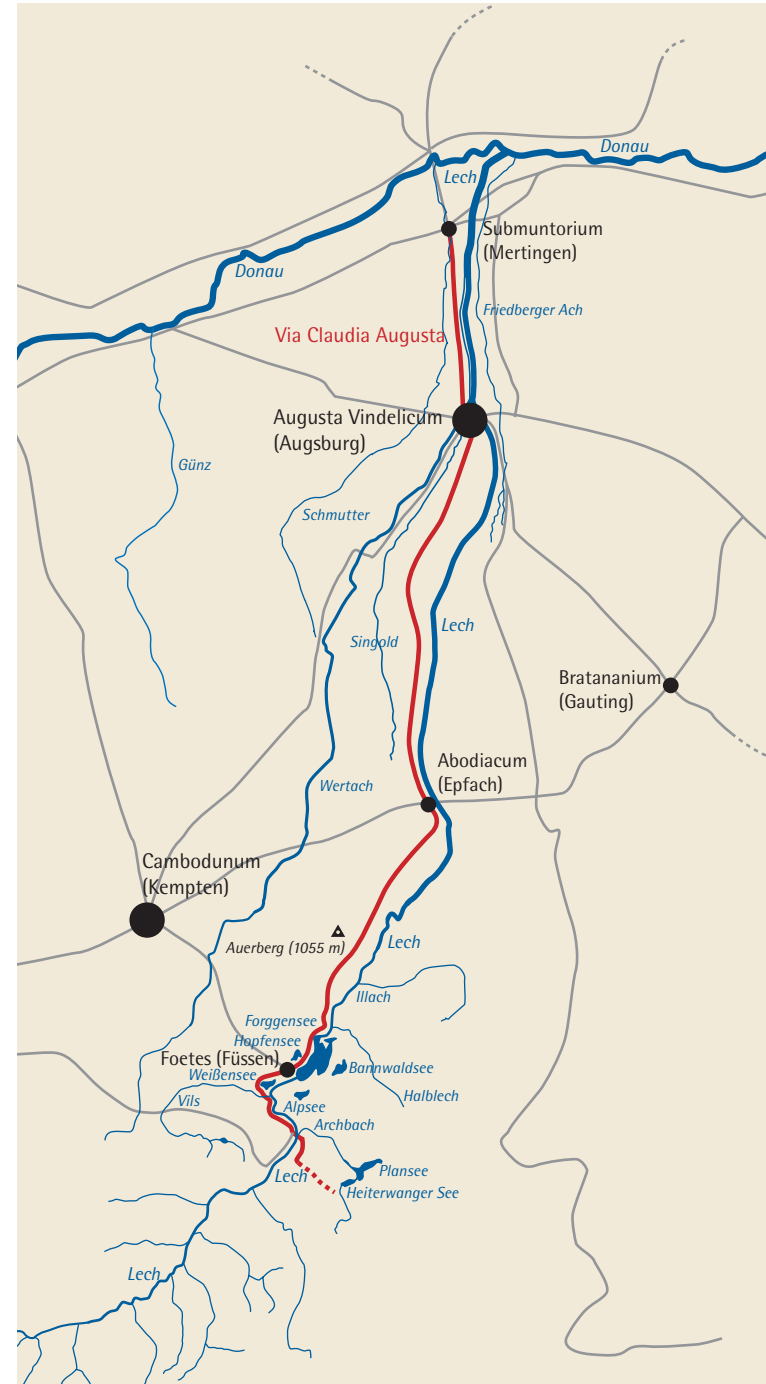 Donau
Lech
Submuntorium
(Mertingen)
Donau
Friedberger Ach
Via Claudia Augusta
Augusta Vindelicum
(Augsburg)
Günz
Schmutter
Lech
Singold
Bratananium
(Gauting)
Abodiacum
(Epfach)
Wertach
Cambodunum
(Kempten)
Auerberg (1055 m)
Lech
Illach
Forggensee
Hopfensee
Foetes (Füssen)
Weißensee
Bannwaldsee
Vils
Halblech
Alpsee
Archbach
Plansee
Lech
Heiterwanger See
Lech